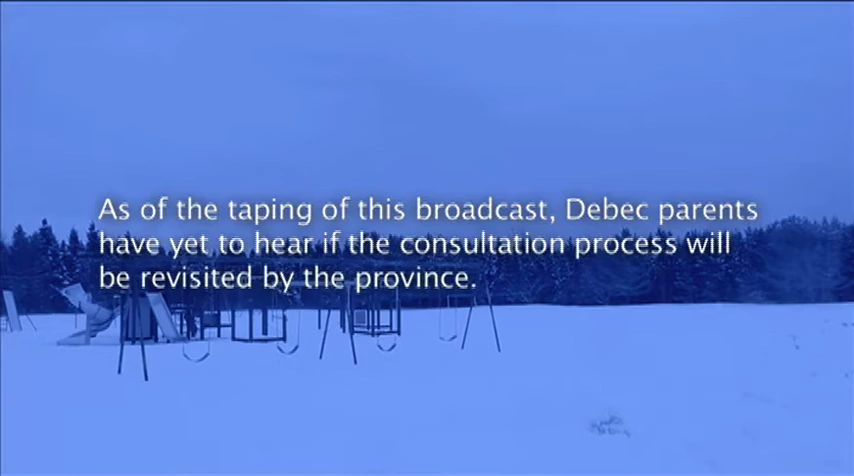 As of the taping of this broadcast, Debec parents
have yet to hear if the consultation process will
be revisited by the province.